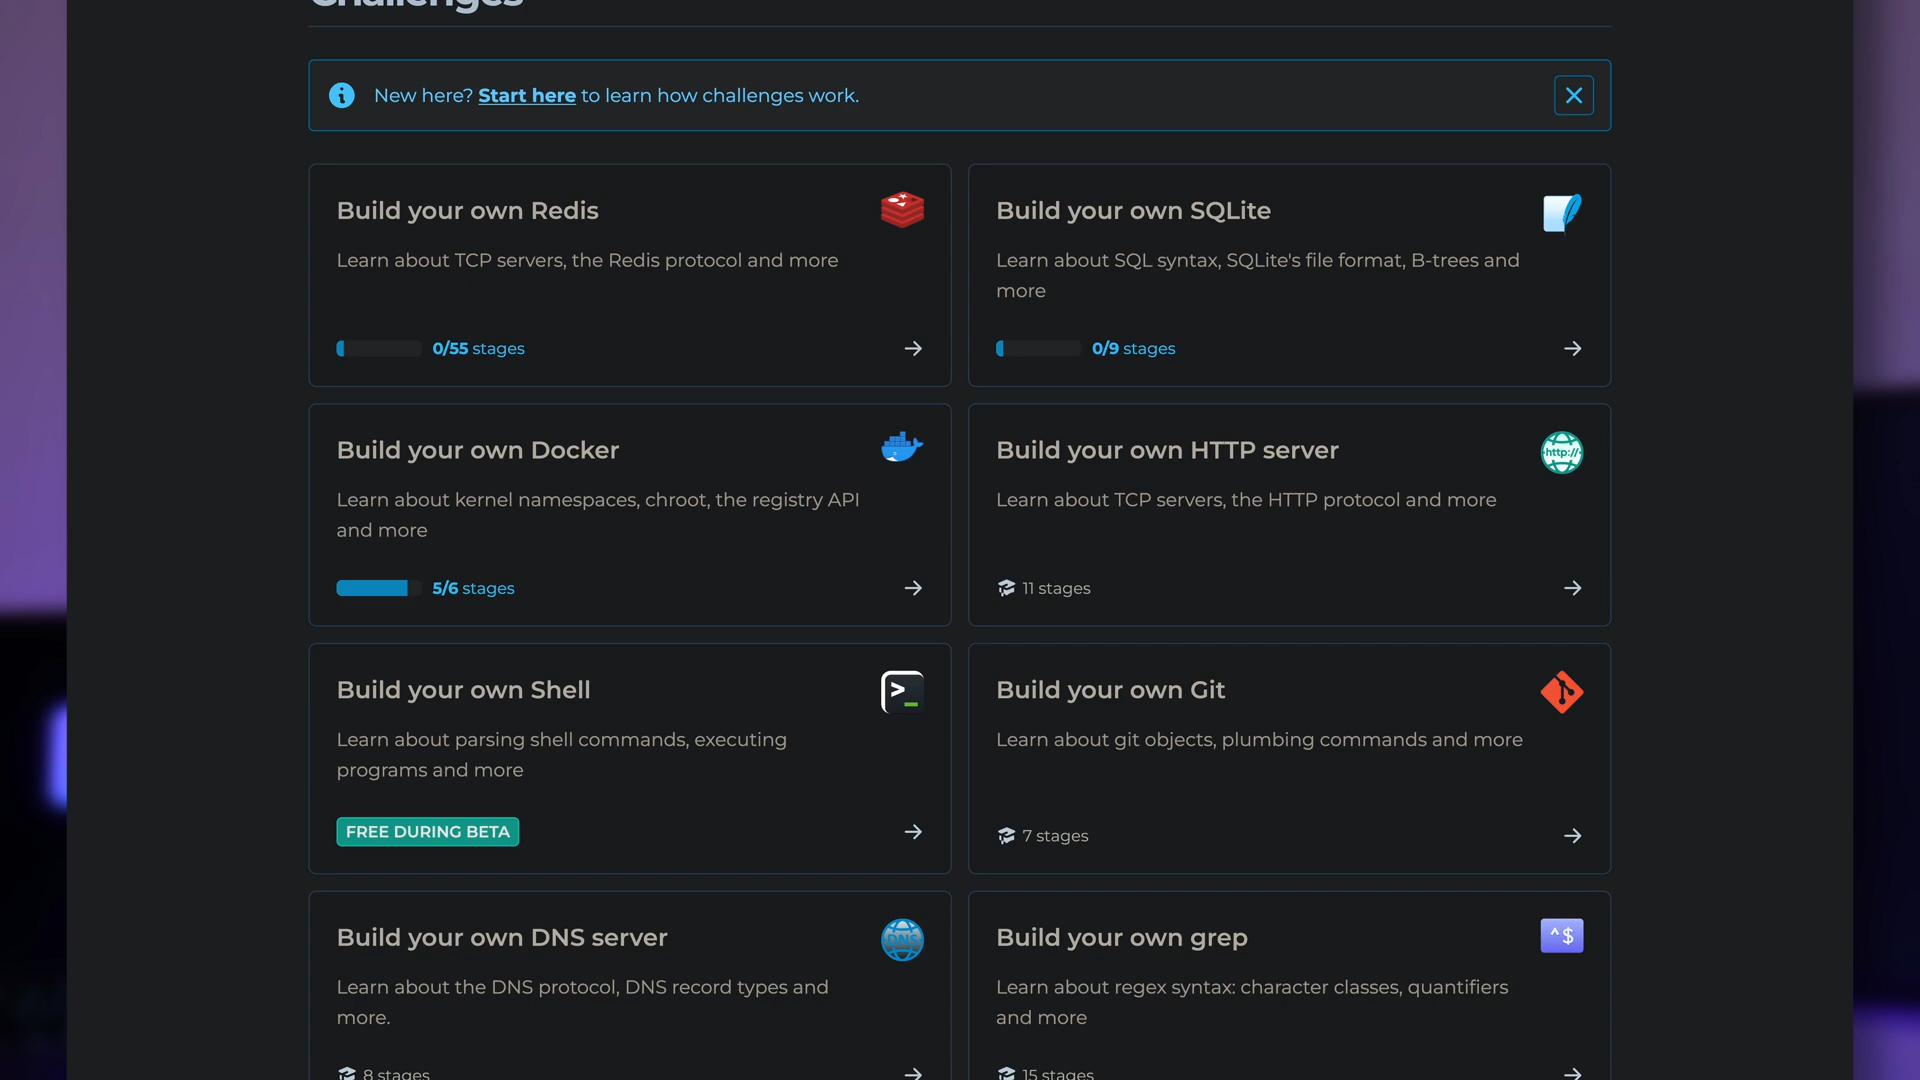 Challenges
New here? Start here to learn how challenges work.
Build your own Redis
Learn about TCP servers, the Redis protocol and more
0/55 stages
Build your own SQLite
Learn about SQL syntax, SQLite's file format, B-trees and
more
0/9 stages
Build your own Docker
Learn about kernel namespaces, chroot, the registry API
and more
5/6 stages
Build your own HTTP server
http://
Learn about TCP servers, the HTTP protocol and more
11 stages
Build your own Shell
>_
Learn about parsing shell commands, executing
programs and more
FREE DURING BETA
Build your own Git
Learn about git objects, plumbing commands and more
7 stages
Build your own DNS server
DNS
Learn about the DNS protocol, DNS record types and
more.
8 stages
Build your own grep
^$
Learn about regex syntax: character classes, quantifiers
and more
15 stages